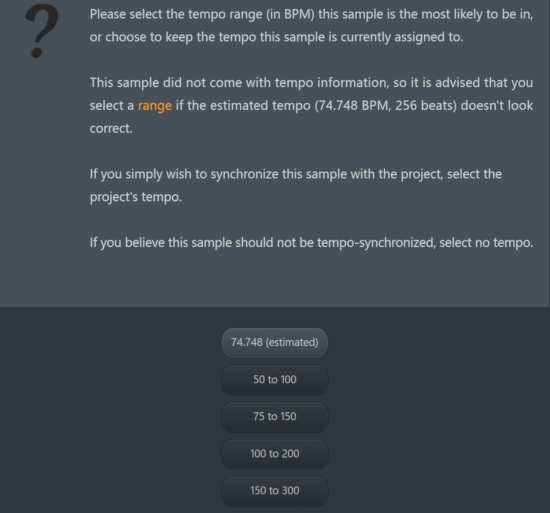 ?
Please select the tempo range (in BPM) this sample is the most likely to be in,
or choose to keep the tempo this sample is currently assigned to.
This sample did not come with tempo information, so it is advised that you
select a range if the estimated tempo (74.748 BPM, 256 beats) doesn't look
correct.
If you simply wish to synchronize this sample with the project, select the
project's tempo.
If you believe this sample should not be tempo-synchronized, select no tempo.
74.748 (estimated)
50 to 100
75 to 150
100 to 200
150 to 300